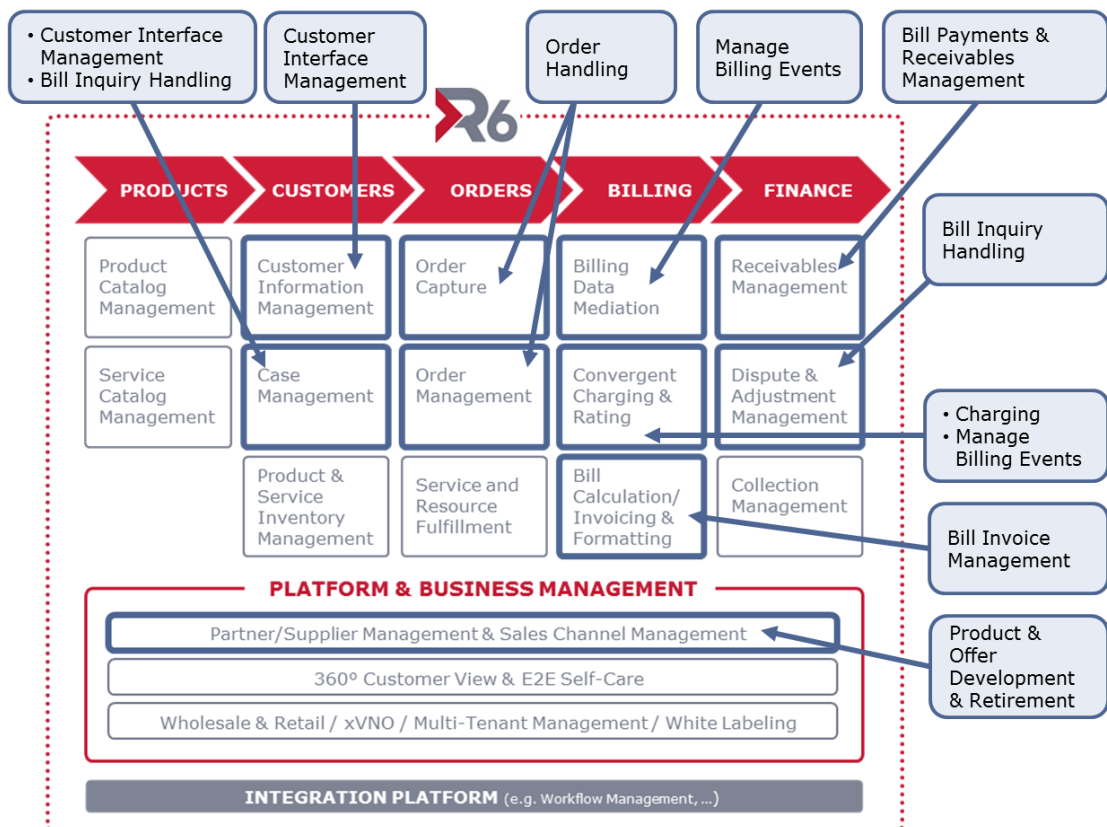 • Customer Interface
Management
• Bill Inquiry Handling
Customer
Interface
Management
Order
Handling
Manage
Billing Events
Bill Payments &
Receivables
Management
R6
PRODUCTS
CUSTOMERS
ORDERS
BILLING
FINANCE
Bill Inquiry
Handling
Product
Catalog
Management
Customer
Information
Management
Order
Capture
Billing
Data
Mediation
Receivables
Management
Service
Catalog
Management
Case
Management
Order
Management
Convergent
Charging &
Rating
Dispute &
Adjustment
Management
• Charging
• Manage
Billing Events
Product &
Service
Inventory
Management
Service and
Resource
Fulfillment
Bill
Calculation/
Invoicing &
Formatting
Collection
Management
Bill Invoice
Management
PLATFORM & BUSINESS MANAGEMENT
Partner/Supplier Management & Sales Channel Management
360º Customer View & E2E Self-Care
Wholesale & Retail / xVNO / Multi-Tenant Management / White Labeling
Product &
Offer
Development
& Retirement
INTEGRATION PLATFORM (e.g. Workflow Management, ...)